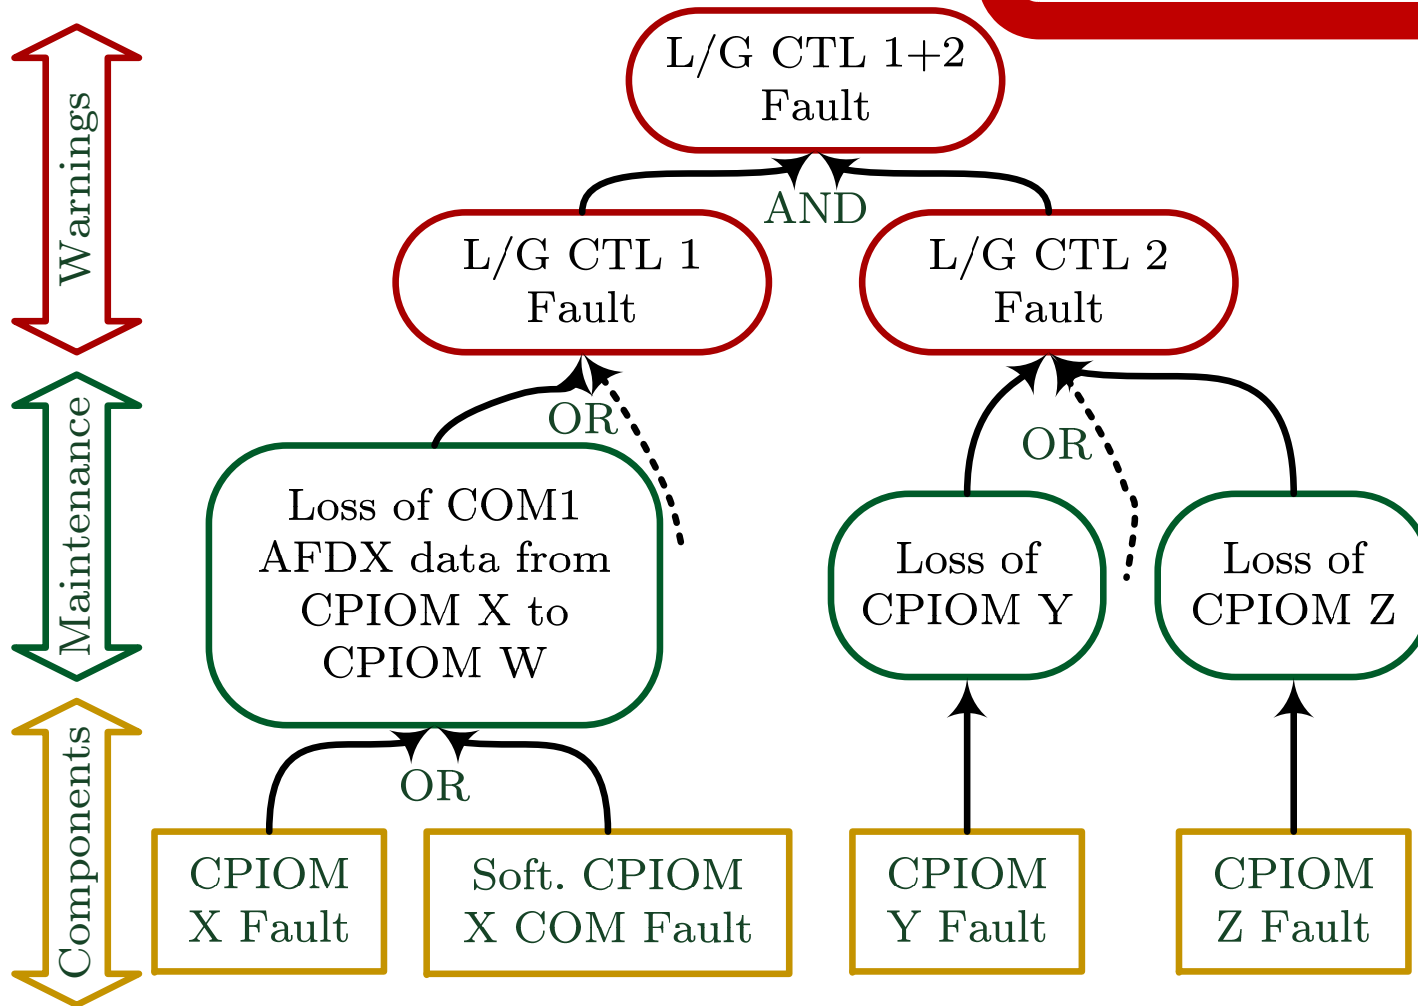 L/G CTL 1+2
Fault
AND
Warnings
L/G CTL 1
Fault
L/G CTL 2
Fault
OR
OR
Maintenance
Loss of COM1
AFDX data from
CPIOM X to
CPIOM W
Loss of
CPIOM Y
Loss of
CPIOM Z
OR
Components
CPIOM
X Fault
Soft. CPIOM
X COM Fault
CPIOM
Y Fault
CPIOM
Z Fault